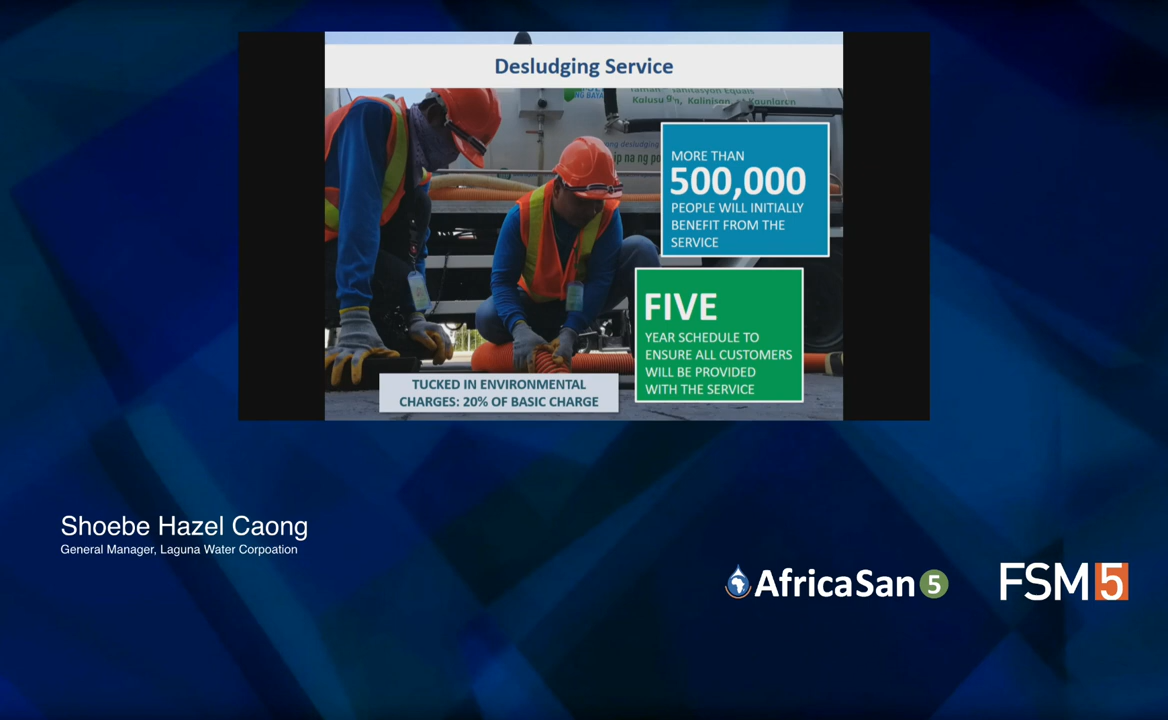 Desludging Service
Kalinisan,
MORE THAN
500,000
PEOPLE WILL INITIALLY
BENEFIT FROM THE
SERVICE
FIVE
YEAR SCHEDULE TO
ENSURE ALL CUSTOMERS
WILL BE PROVIDED
WITH THE SERVICE
TUCKED IN ENVIRONMENTAL
CHARGES: 20% OF BASIC CHARGE
Shoebe Hazel Caong
General Manager, Laguna Water Corpoation
AfricaSan 5
FSM5